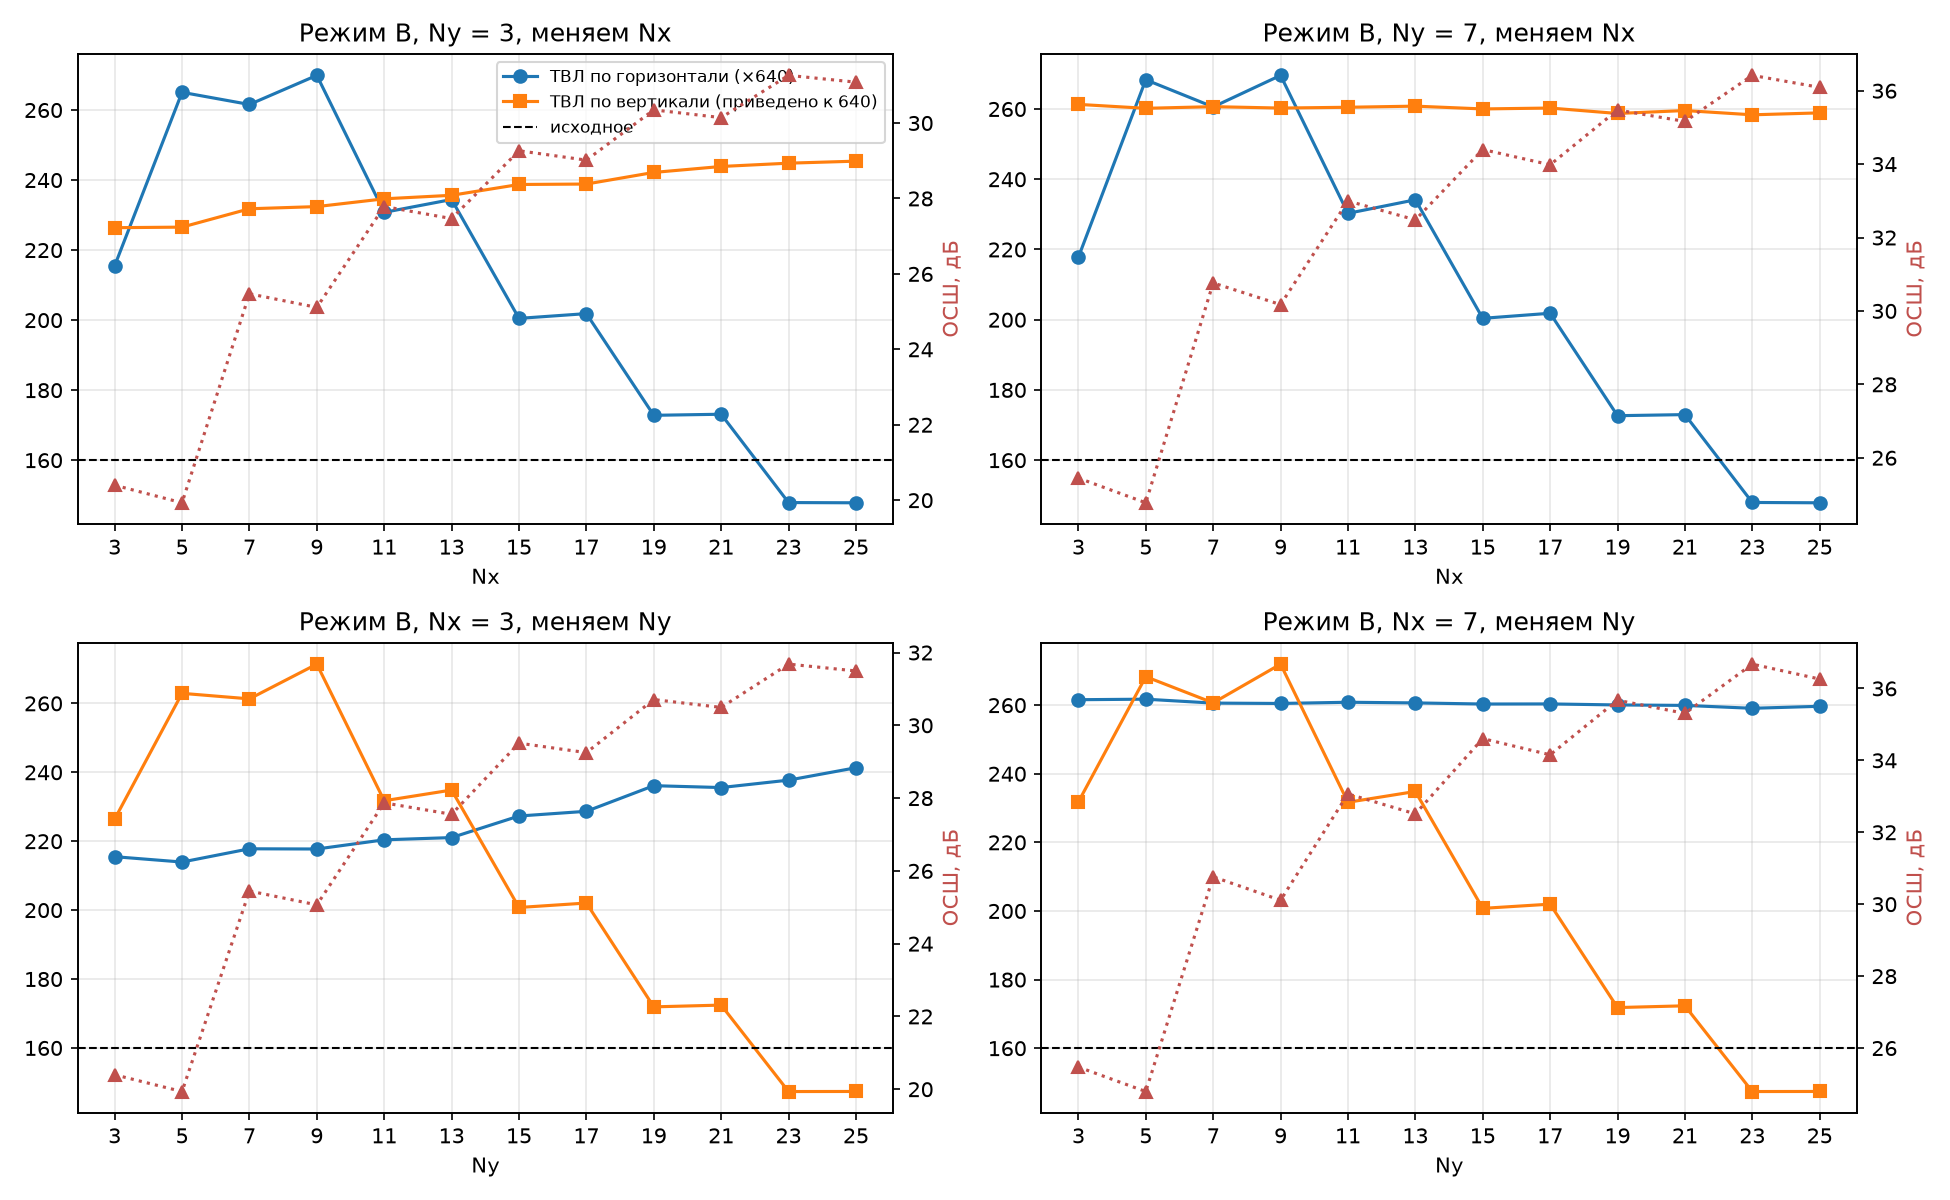 Режим B, Ny = 3, меняем Nx
ТВЛ по горизонтали (×640)
ТВЛ по вертикали (приведено к 640)
исходное
260
240
220
200
180
160
30
28
26
24
22
20
ОСШ, дБ
3 5 7 9 11 13 15 17 19 21 23 25
Nx
Режим B, Ny = 7, меняем Nx
260
240
220
200
180
160
36
34
32
30
28
26
ОСШ, дБ
3 5 7 9 11 13 15 17 19 21 23 25
Nx
Режим B, Nx = 3, меняем Ny
260
240
220
200
180
160
32
30
28
26
24
22
20
ОСШ, дБ
3 5 7 9 11 13 15 17 19 21 23 25
Ny
Режим B, Nx = 7, меняем Ny
260
240
220
200
180
160
36
34
32
30
28
26
ОСШ, дБ
3 5 7 9 11 13 15 17 19 21 23 25
Ny